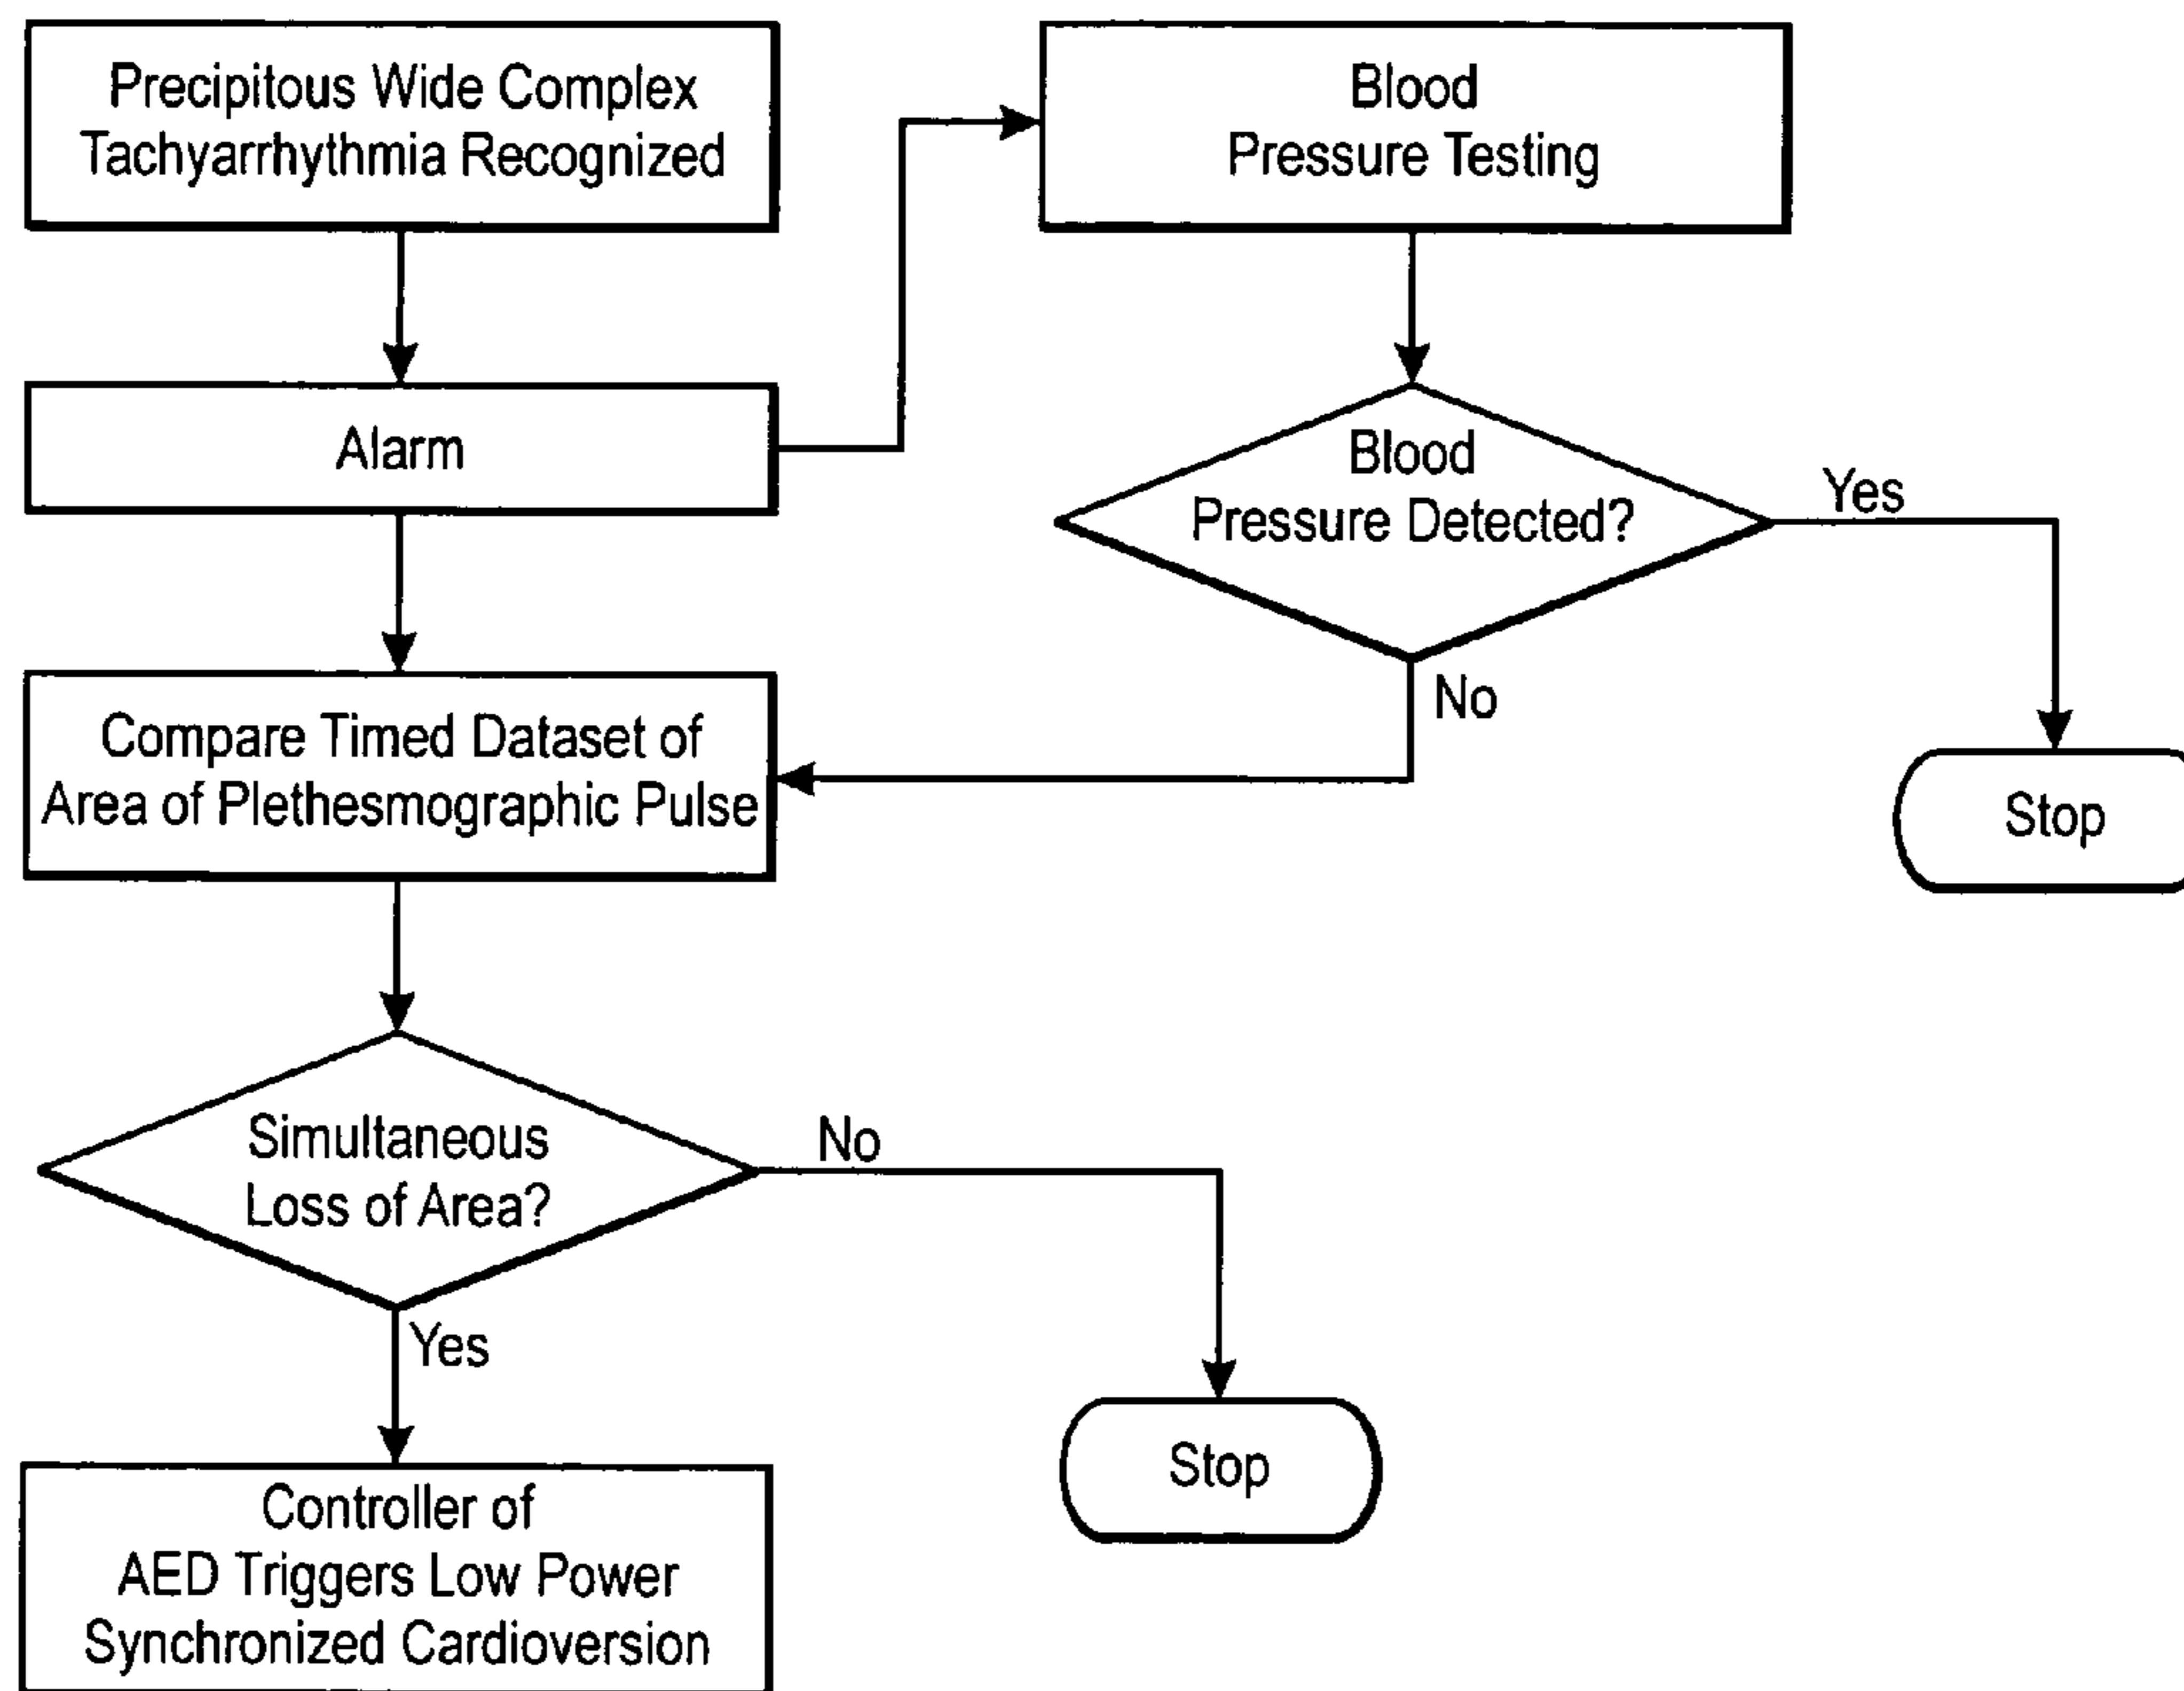 Precipitous Wide Complex
Tachyarrhythmia Recognized
Blood
Pressure Testing
Alarm
Blood
Pressure Detected?
Yes
No
Compare Timed Dataset of
Area of Plethesmographic Pulse
Stop
Simultaneous
Loss of Area?
No
Yes
Stop
Controller of
AED Triggers Low Power
Synchronized Cardioversion